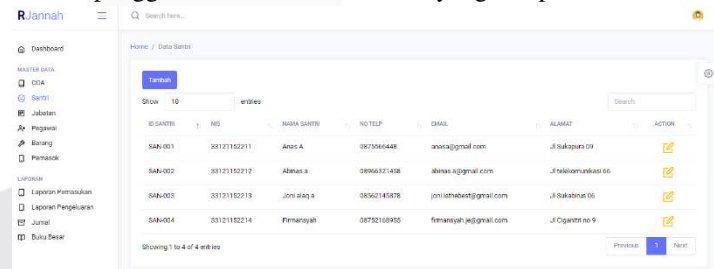 RJannah
Search here...
Dashboard
Home / Data Santri
MASTER DATA
COA
Santri
Jabatan
Pegawai
Barang
Pemasok
LAPORAN
Laporan Pemasukan
Laporan Pengeluaran
Jurnal
Buku Besar
Tambah
Show 10 entries
Search
ID SANTRI NIS NAMA SANTRI NO TELP EMAIL ALAMAT ACTION
SAN-001 33121152211 Anas A 0875566448 anasa@gmail.com Jl Sukapura 09
SAN-002 33121152212 Abinas a 08966321458 abinas.a@gmail.com Jl telekomunikasi 66
SAN-003 33121152213 Joni alaq a 08562145878 joni.isthebest@gmail.com Jl Sukabirus 06
SAN-004 33121152214 Firmansyah 08752168955 firmansyah.je@gmail.com Jl Ciganitri no 9
Showing 1 to 4 of 4 entries
Previous 1 Next